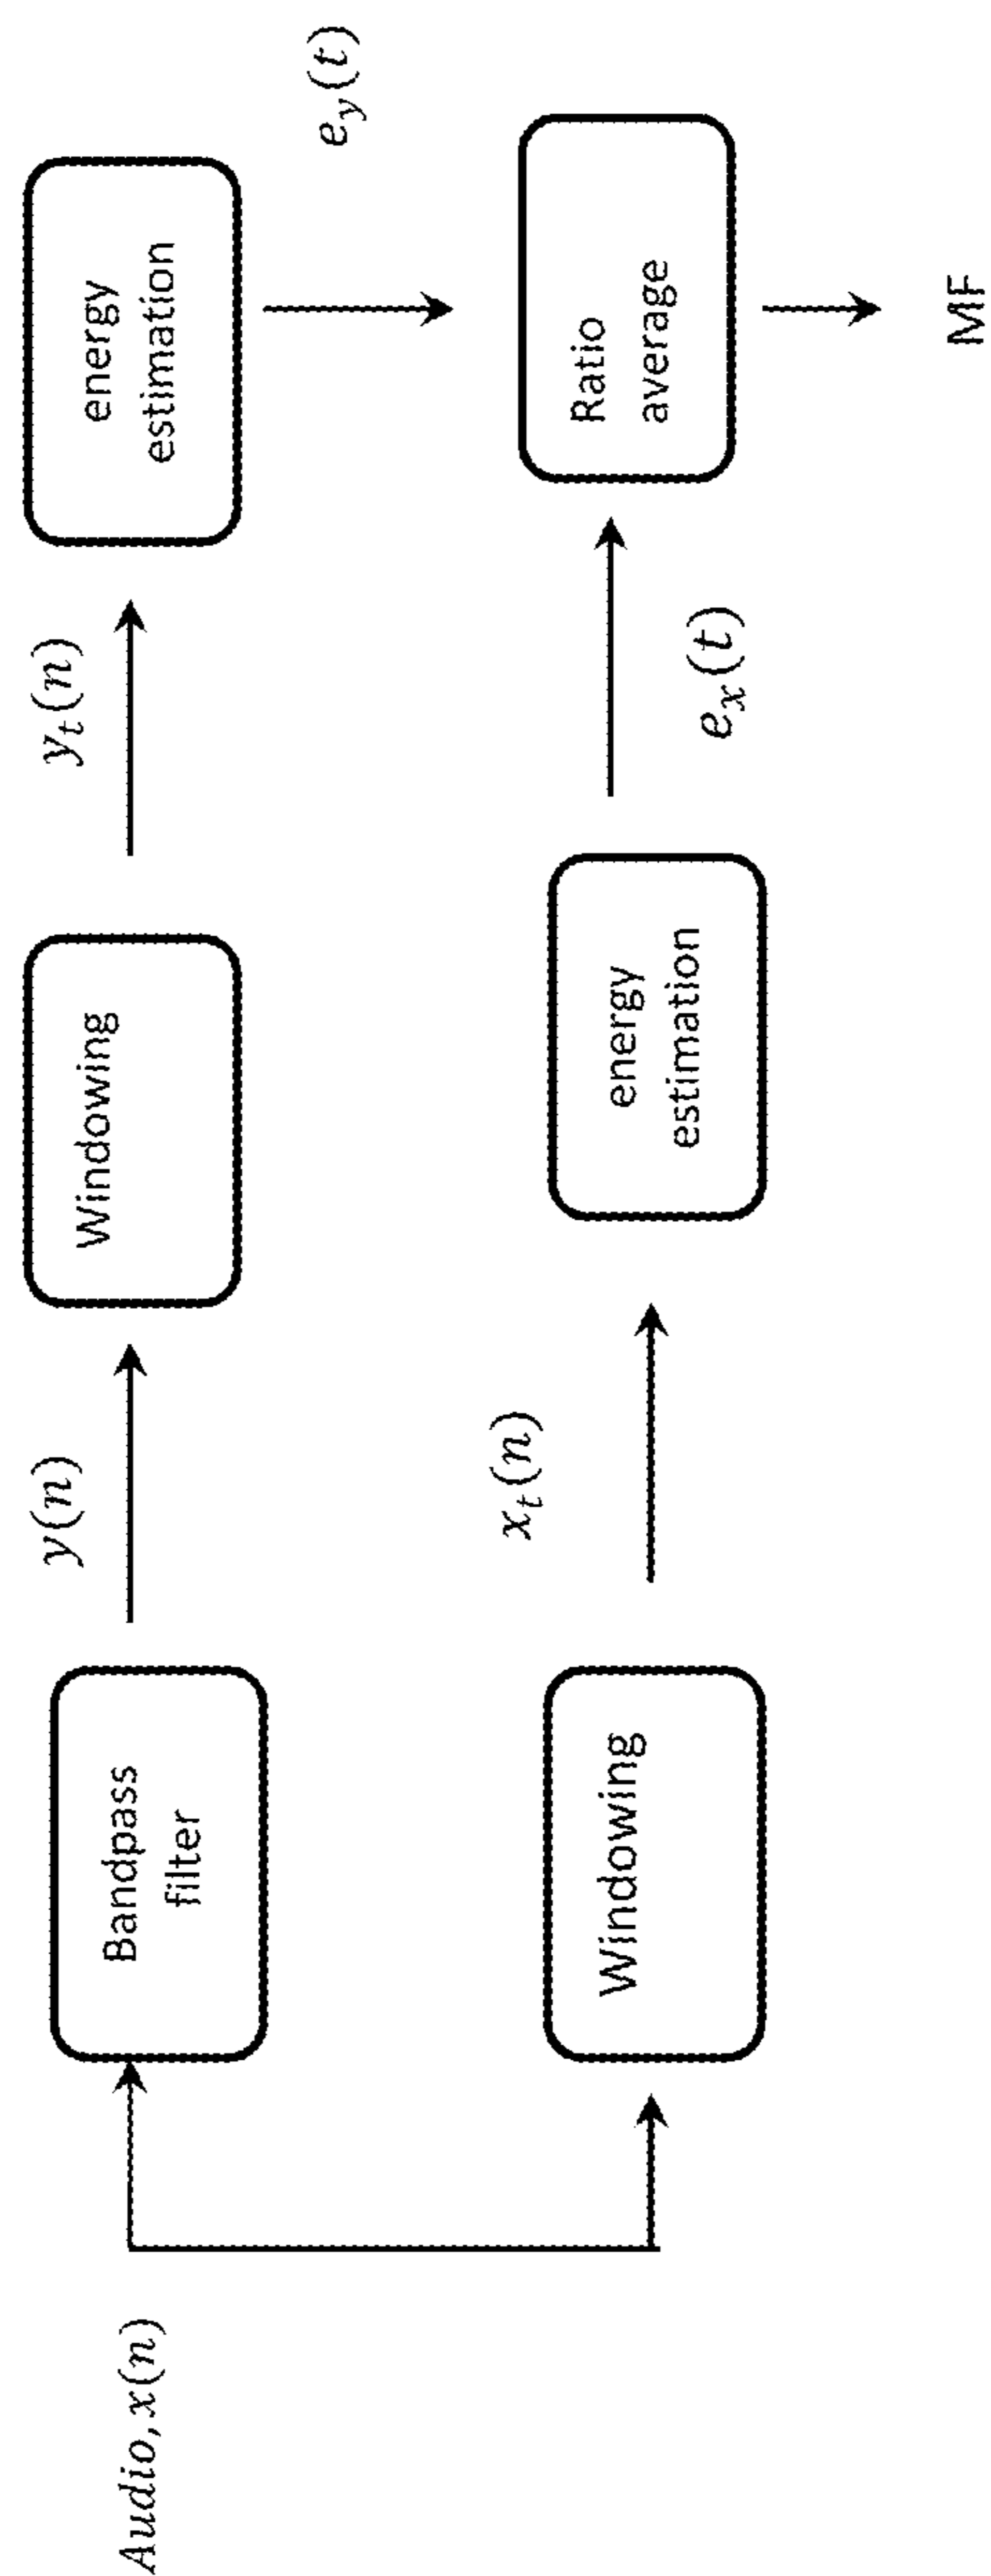 Audio, x(n)
Bandpass
filter
y(n)
Windowing
y_t(n)
energy
estimation
e_y(t)
Windowing
x_t(n)
energy
estimation
e_x(t)
Ratio
average
MF